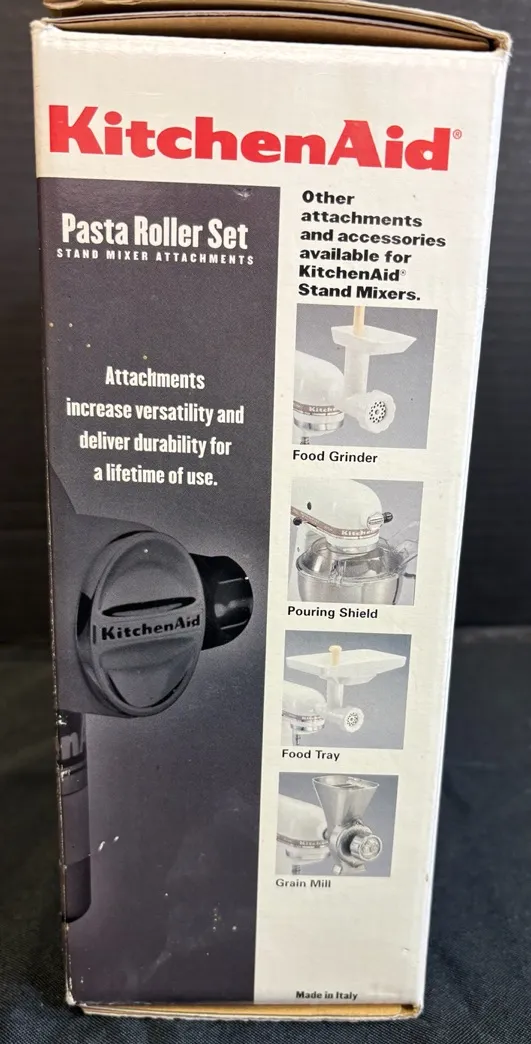 KitchenAid®
Pasta Roller Set
STAND MIXER ATTACHMENTS
Attachments
increase versatility and
deliver durability for
a lifetime of use.
KitchenAid
Other
attachments
and accessories
available for
KitchenAid®
Stand Mixers.
Food Grinder
Pouring Shield
Food Tray
Grain Mill
Made in Italy